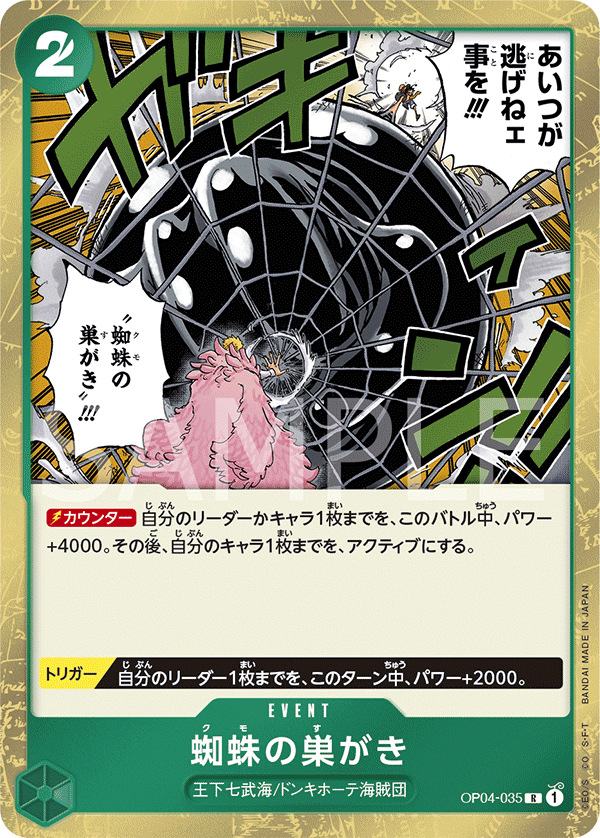 2
あいつが
逃げねェ
事を!!!
ガギ
"蜘蛛の
巣がき"!!!
SAMPLE
カウンター 自分のリーダーかキャラ1枚までを、このバトル中、パワー
+4000。その後、自分のキャラ1枚までを、アクティブにする。
トリガー 自分のリーダー1枚までを、このターン中、パワー+2000。
EVENT
蜘蛛の巣がき
王下七武海/ドンキホーテ海賊団
OP04-035 R 1
©E.O./S. ©O. S・F・T BANDAI MADE IN JAPAN